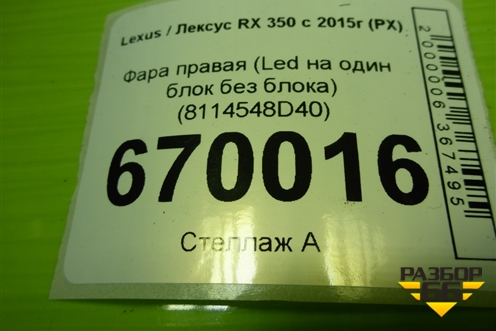 Lexus / Лексус RX 350 с 2015г (РХ)
Фара правая (Led на один
блок без блока)
(8114548D40)
670016
Стеллаж А
2000006367495
РАЗБОР
66